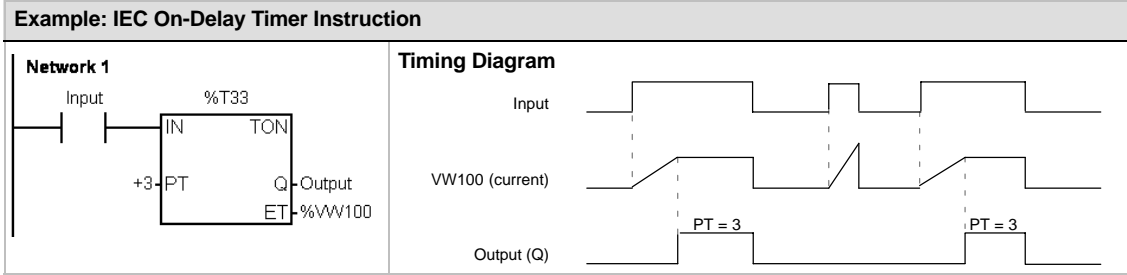 Example: IEC On-Delay Timer Instruction
Network 1
Input
%T33
IN
TON
+3
PT
Q
Output
ET
%VW100
Timing Diagram
Input
VW100 (current)
PT = 3
PT = 3
Output (Q)